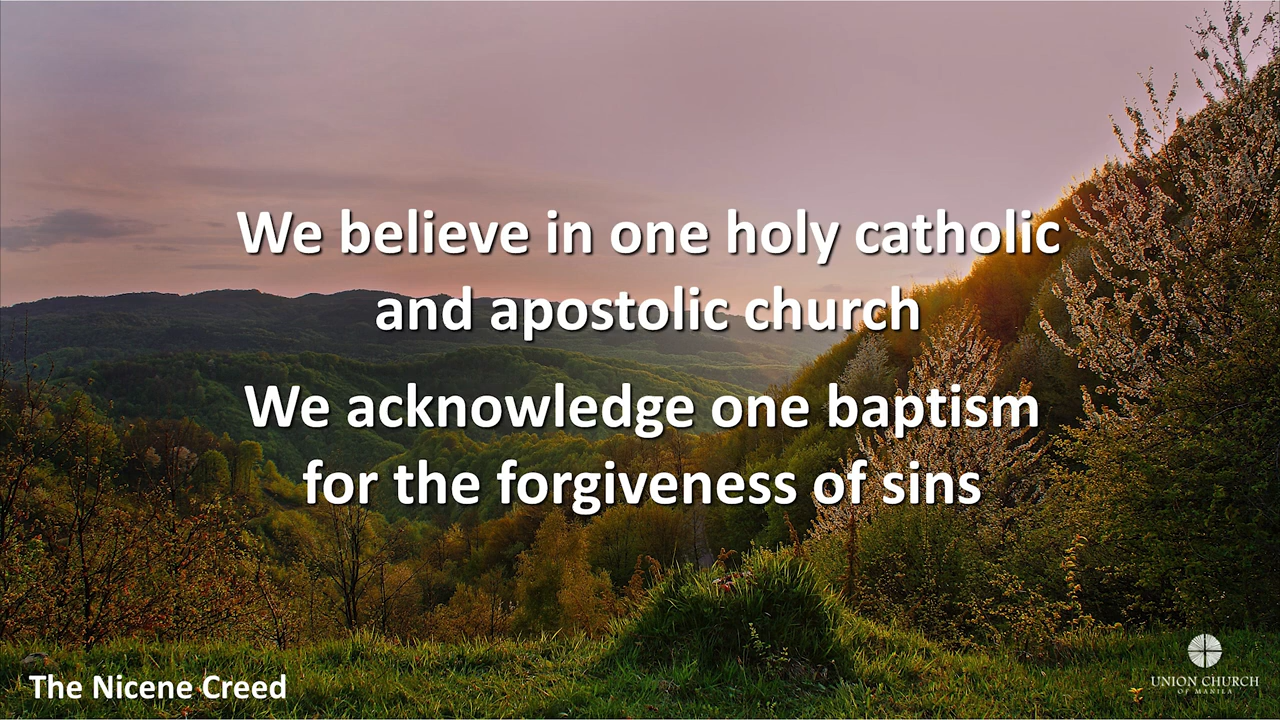 We believe in one holy catholic
and apostolic church
We acknowledge one baptism
for the forgiveness of sins
The Nicene Creed
UNION CHURCH
OF MANILA